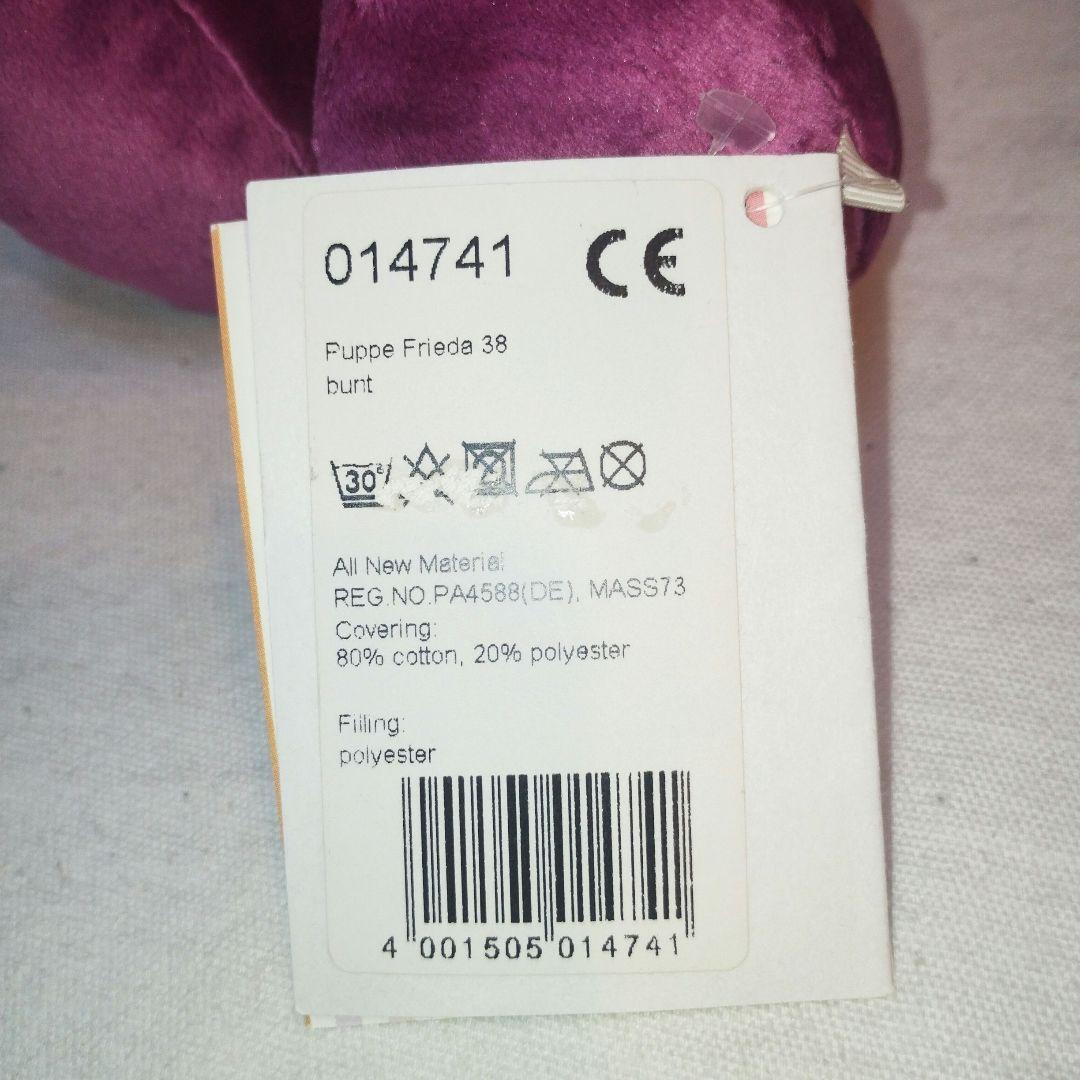 014741 CE
Puppe Frieda 38
bunt
30°
All New Material
REG.NO.PA4588(DE), MASS73
Covering:
80% cotton, 20% polyester
Filling:
polyester
4 001505 014741